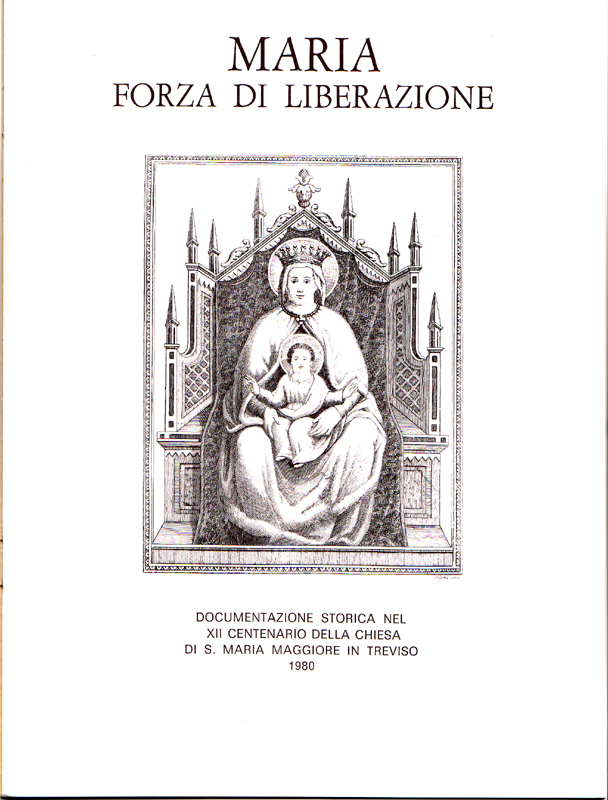 MARIA
FORZA DI LIBERAZIONE
DOCUMENTAZIONE STORICA NEL
XII CENTENARIO DELLA CHIESA
DI S. MARIA MAGGIORE IN TREVISO
1980